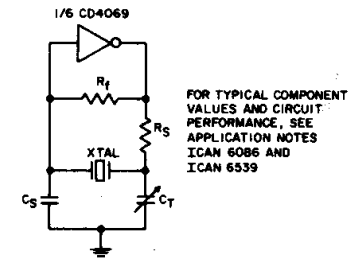 1/6 CD4069
Rf
RS
XTAL
CS
CT
FOR TYPICAL COMPONENT
VALUES AND CIRCUIT
PERFORMANCE, SEE
APPLICATION NOTES
ICAN 6086 AND
ICAN 6539